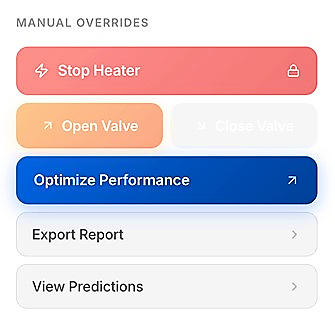 MANUAL OVERRIDES
Stop Heater
Open Valve
Close Valve
Optimize Performance
Export Report
View Predictions